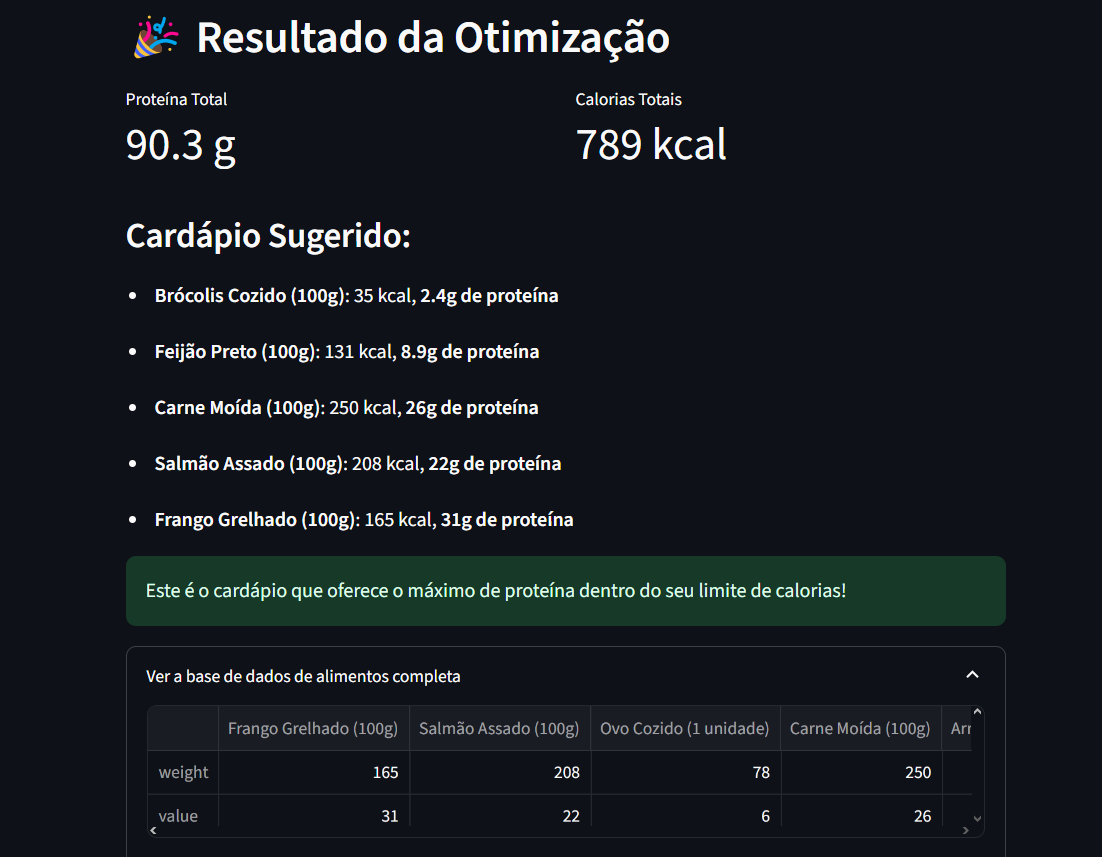 Resultado da Otimização
Proteína Total
Calorias Totais
90.3 g
789 kcal
Cardápio Sugerido:
Brócolis Cozido (100g): 35 kcal, 2.4g de proteína
Feijão Preto (100g): 131 kcal, 8.9g de proteína
Carne Moída (100g): 250 kcal, 26g de proteína
Salmão Assado (100g): 208 kcal, 22g de proteína
Frango Grelhado (100g): 165 kcal, 31g de proteína
Este é o cardápio que oferece o máximo de proteína dentro do seu limite de calorias!
Ver a base de dados de alimentos completa
Frango Grelhado (100g) Salmão Assado (100g) Ovo Cozido (1 unidade) Carne Moída (100g)
weight 165 208 78 250
value 31 22 6 26